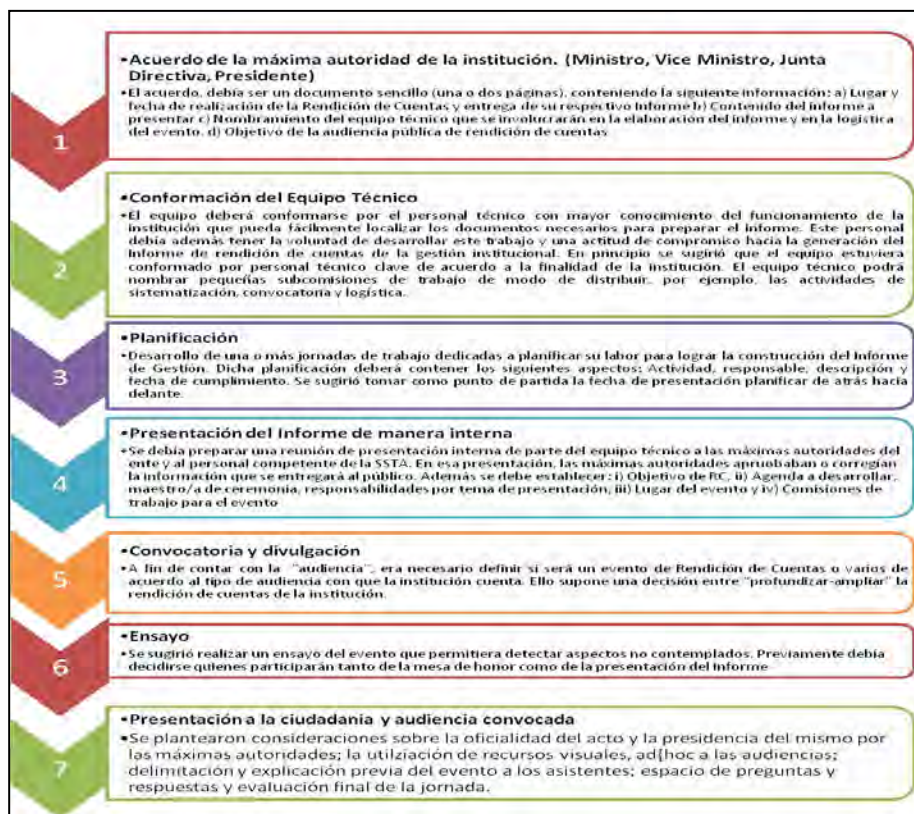 1
•Acuerdo de la máxima autoridad de la institución. (Ministro, Vice Ministro, Junta
Directiva, Presidente)
•El acuerdo, debía ser un documento sencillo (una o dos páginas), conteniendo la siguiente información: a) Lugar y
fecha de realización de la Rendición de Cuentas y entrega de su respectivo Informe b) Contenido del informe a
presentar c) Nombramiento del equipo técnico que se involucrarán en la elaboración del informe y en la logística
del evento. d) Objetivo de la audiencia pública de rendición de cuentas
2
•Conformación del Equipo Técnico
•El equipo deberá conformarse por el personal técnico con mayor conocimiento del funcionamiento de la
institución que pueda fácilmente localizar los documentos necesarios para preparar el informe. Este personal
debía además tener la voluntad de desarrollar este trabajo y una actitud de compromiso hacia la generación del
Informe de rendición de cuentas de la gestión institucional. En principio se sugirió que el equipo estuviera
conformado por personal técnico clave de acuerdo a la finalidad de la institución. El equipo técnico podrá
nombrar pequeñas subcomisiones de trabajo de modo de distribuir, por ejemplo, las actividades de
sistematización, convocatoria y logística.
3
•Planificación
•Desarrollo de una o más jornadas de trabajo dedicadas a planificar su labor para lograr la construcción del Informe
de Gestión. Dicha planificación deberá contener los siguientes aspectos: Actividad, responsable, descripción y
fecha de cumplimiento. Se sugirió tomar como punto de partida la fecha de presentación planificar de atrás hacia
delante.
4
•Presentación del Informe de manera interna
•Se debía preparar una reunión de presentación interna de parte del equipo técnico a las máximas autoridades del
ente y al personal competente de la SSTA. En esa presentación, las máximas autoridades aprobaban o corregían
la información que se entregará al público. Además se debe establecer: i) Objetivo de RC, ii) Agenda a desarrollar,
maestro/a de ceremonia, responsabilidades por tema de presentación, iii) Lugar del evento y iv) Comisiones de
trabajo para el evento
5
•Convocatoria y divulgación
•A fin de contar con la "audiencia", era necesario definir si será un evento de Rendición de Cuentas o varios de
acuerdo al tipo de audiencia con que la institución cuenta. Ello supone una decisión entre "profundizar-ampliar" la
rendición de cuentas de la institución.
6
•Ensayo
•Se sugirió realizar un ensayo del evento que permitiera detectar aspectos no contemplados. Previamente debía
decidirse quienes participarán tanto de la mesa de honor como de la presentación del Informe
7
•Presentación a la ciudadanía y audiencia convocada
•Se plantearon consideraciones sobre la oficialidad del acto y la presidencia del mismo por
las máximas autoridades; la utilziación de recursos visuales, ad{hoc a las audiencias;
delimitación y explicación previa del evento a los asistentes; espacio de preguntas y
respuestas y evaluación final de la jornada.